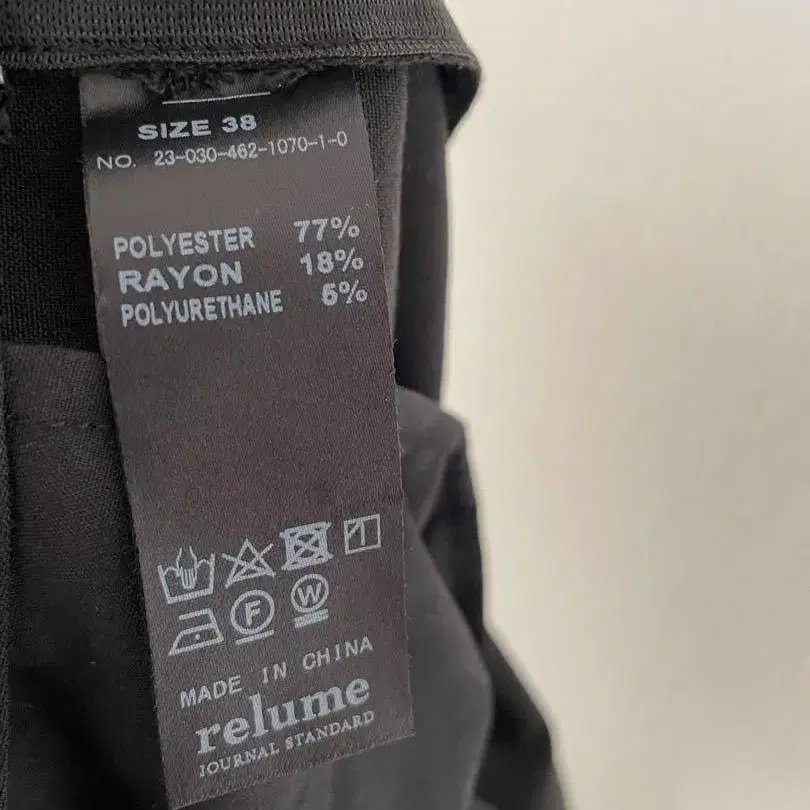 SIZE 38
NO. 23-030-462-1070-1-0
POLYESTER 77%
RAYON 18%
POLYURETHANE 5%
F W
MADE IN CHINA
relume
JOURNAL STANDARD